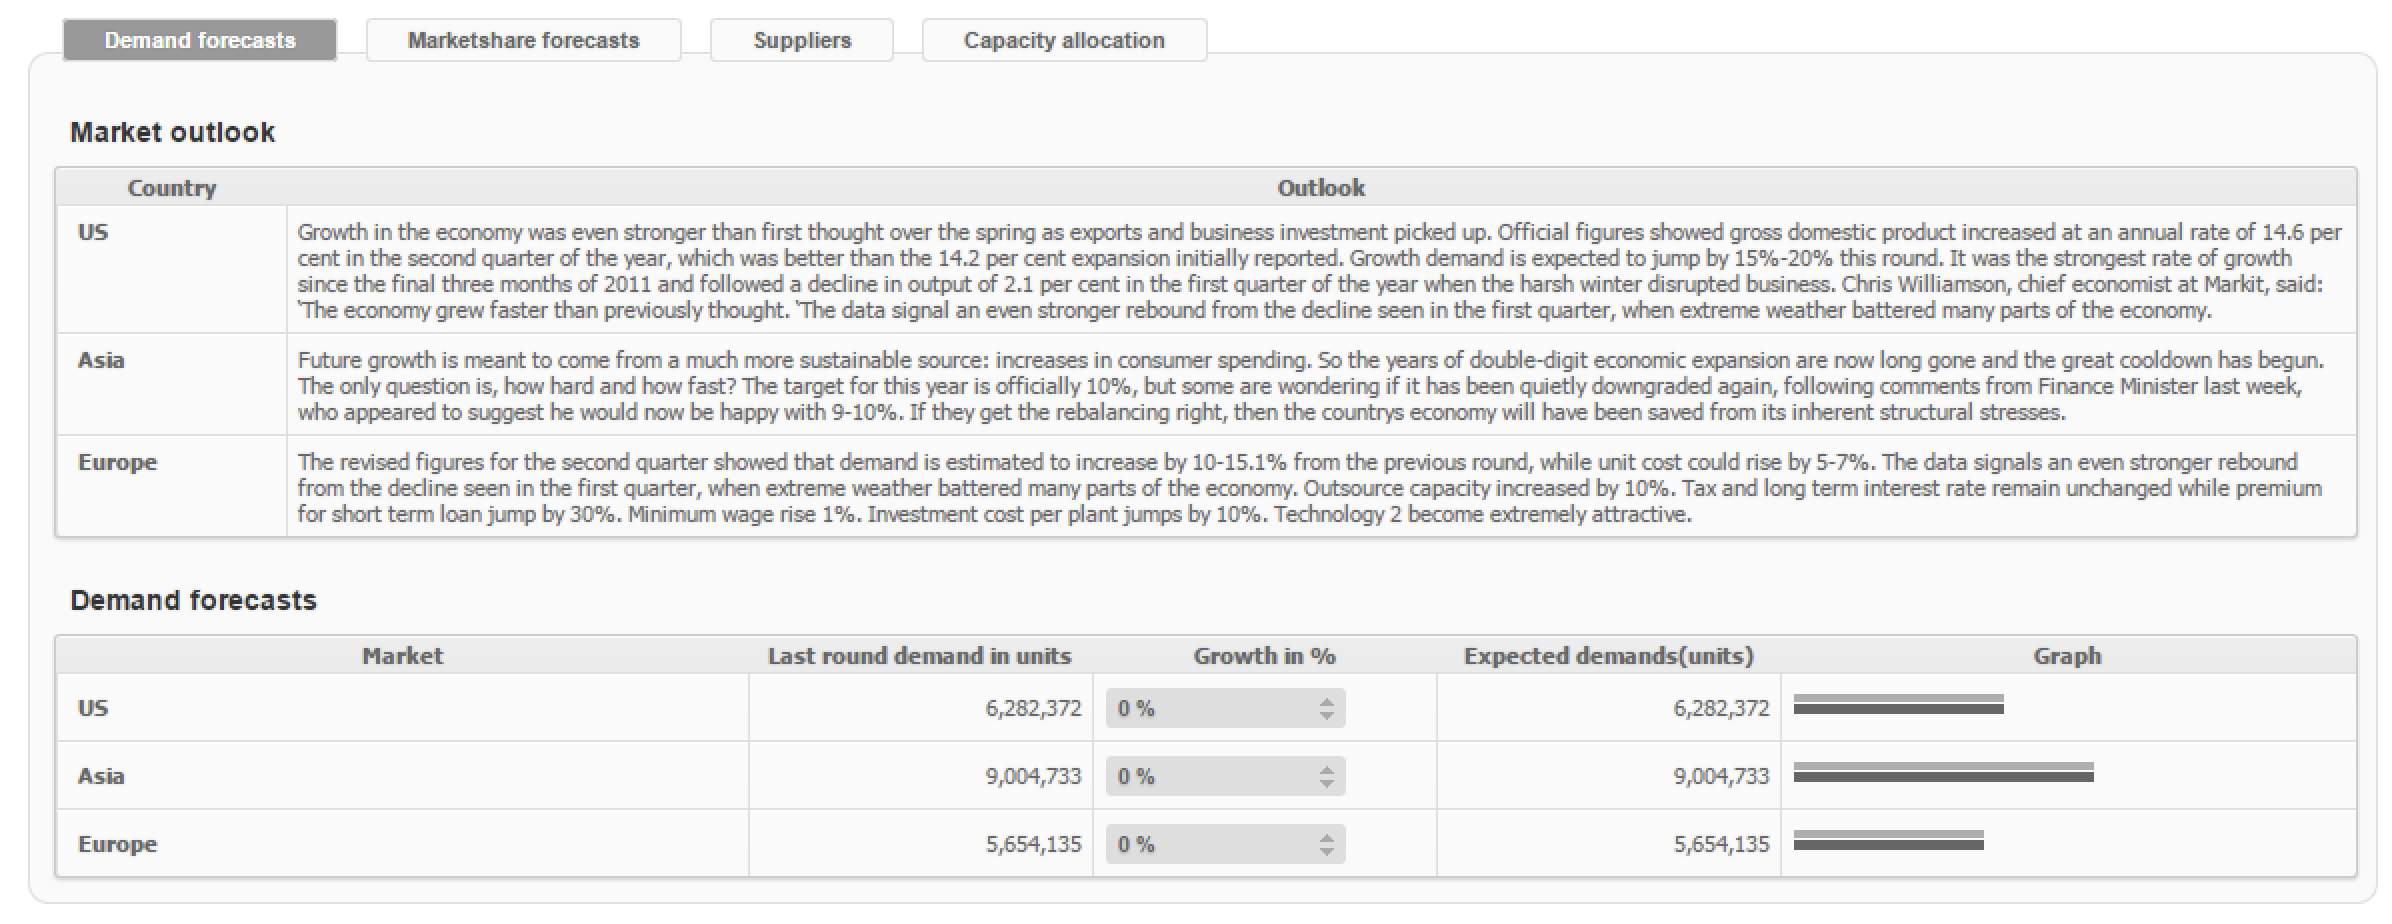 Demand forecasts Marketshare forecasts Suppliers Capacity allocation
Market outlook
Country Outlook
US Growth in the economy was even stronger than first thought over the spring as exports and business investment picked up. Official figures showed gross domestic product increased at an annual rate of 14.6 per
cent in the second quarter of the year, which was better than the 14.2 per cent expansion initially reported. Growth demand is expected to jump by 15%-20% this round. It was the strongest rate of growth
since the final three months of 2011 and followed a decline in output of 2.1 per cent in the first quarter of the year when the harsh winter disrupted business. Chris Williamson, chief economist at Markit, said:
'The economy grew faster than previously thought. 'The data signal an even stronger rebound from the decline seen in the first quarter, when extreme weather battered many parts of the economy.
Asia Future growth is meant to come from a much more sustainable source: increases in consumer spending. So the years of double-digit economic expansion are now long gone and the great cooldown has begun.
The only question is, how hard and how fast? The target for this year is officially 10%, but some are wondering if it has been quietly downgraded again, following comments from Finance Minister last week,
who appeared to suggest he would now be happy with 9-10%. If they get the rebalancing right, then the countrys economy will have been saved from its inherent structural stresses.
Europe The revised figures for the second quarter showed that demand is estimated to increase by 10-15.1% from the previous round, while unit cost could rise by 5-7%. The data signals an even stronger rebound
from the decline seen in the first quarter, when extreme weather battered many parts of the economy. Outsource capacity increased by 10%. Tax and long term interest rate remain unchanged while premium
for short term loan jump by 30%. Minimum wage rise 1%. Investment cost per plant jumps by 10%. Technology 2 become extremely attractive.
Demand forecasts
Market Last round demand in units Growth in % Expected demands(units) Graph
US 6,282,372 0 % 6,282,372
Asia 9,004,733 0 % 9,004,733
Europe 5,654,135 0 % 5,654,135